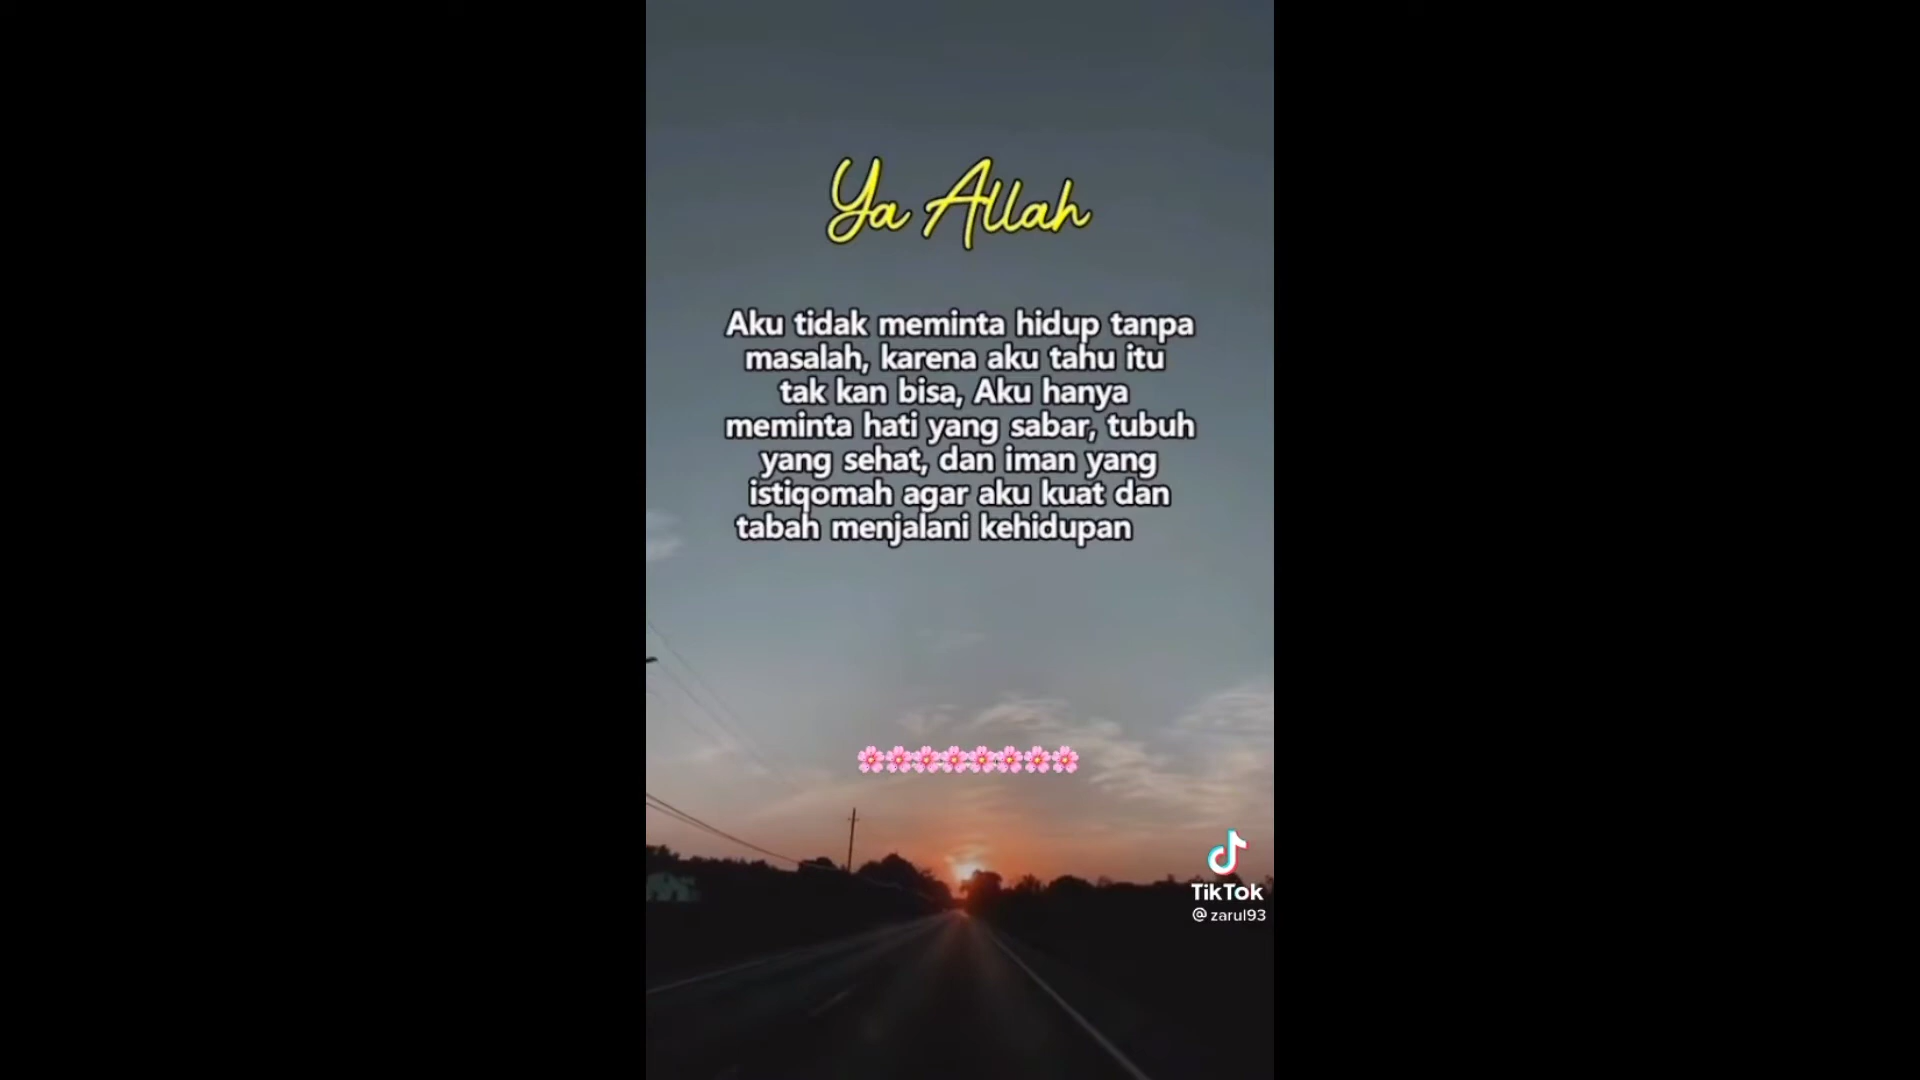 Ya Allah
Aku tidak meminta hidup tanpa
masalah, karena aku tahu itu
tak kan bisa, Aku hanya
meminta hati yang sabar, tubuh
yang sehat, dan iman yang
istiqomah agar aku kuat dan
tabah menjalani kehidupan
🌸🌸🌸🌸🌸🌸🌸🌸
TikTok
@zarul93